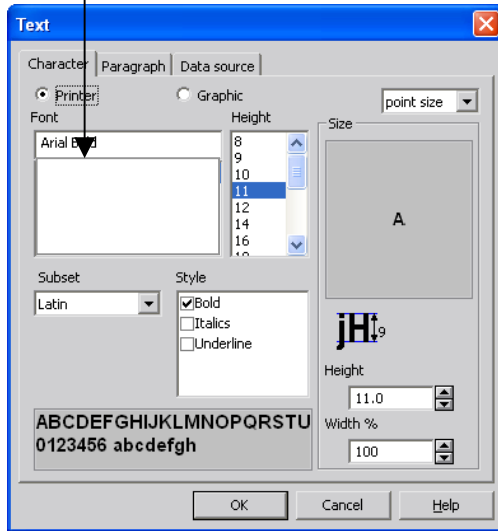 Text
Character Paragraph Data source
Printer Graphic point size
Font Height Size
Arial Bold
8
9
10
11
12
14
16
A
Subset Style
Latin
Bold
Italics
Underline
jH 9
Height
11.0
Width %
100
ABCDEFGHIJKLMNOPQRSTU
0123456 abcdefgh
OK Cancel Help